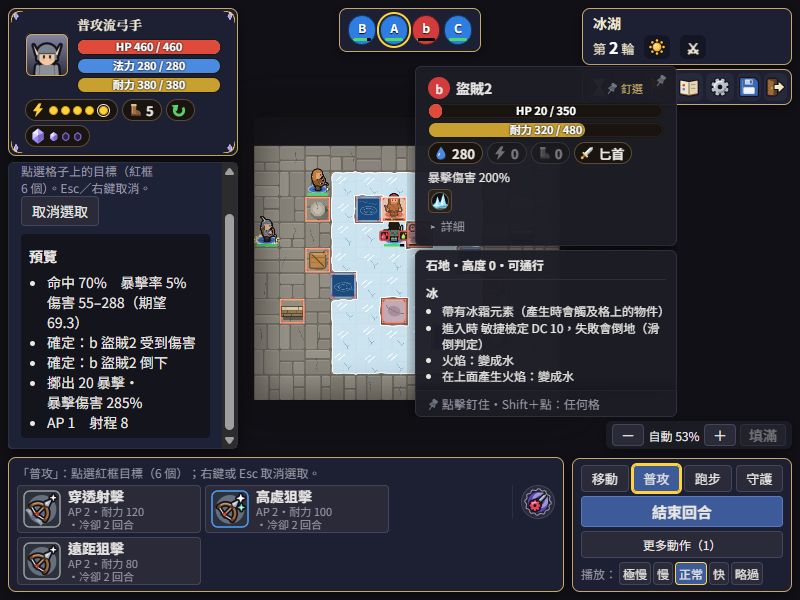 普攻流弓手
HP 460 / 460
法力 280 / 280
耐力 380 / 380
5
B
A
b
C
冰湖
第 2 輪
b 盜賊2
釘選
HP 20 / 350
耐力 320 / 480
280
0
0
匕首
暴擊傷害 200%
詳細
石地・高度 0・可通行
冰
• 帶有冰霜元素（產生時會觸及格上的物件）
• 進入時 敏捷檢定 DC 10，失敗會倒地（滑
倒判定）
• 火焰：變成水
• 在上面產生火焰：變成水
點擊釘住・Shift＋點：任何格
點選格子上的目標（紅框
6 個）。Esc／右鍵取消。
取消選取
預覽
• 命中 70%　暴擊率 5%
傷害 55–288（期望
69.3）
• 確定：b 盜賊2 受到傷害
• 確定：b 盜賊2 倒下
• 擲出 20 暴擊・
暴擊傷害 285%
• AP 1　射程 8
— 自動 53% ＋ 填滿
「普攻」：點選紅框目標（6 個）；右鍵或 Esc 取消選取。
穿透射擊
AP 2・耐力 120
・冷卻 2 回合
高處狙擊
AP 2・耐力 100
・冷卻 2 回合
遠距狙擊
AP 2・耐力 80
・冷卻 2 回合
移動 普攻 跑步 守護
結束回合
更多動作（1）
播放： 極慢 慢 正常 快 略過